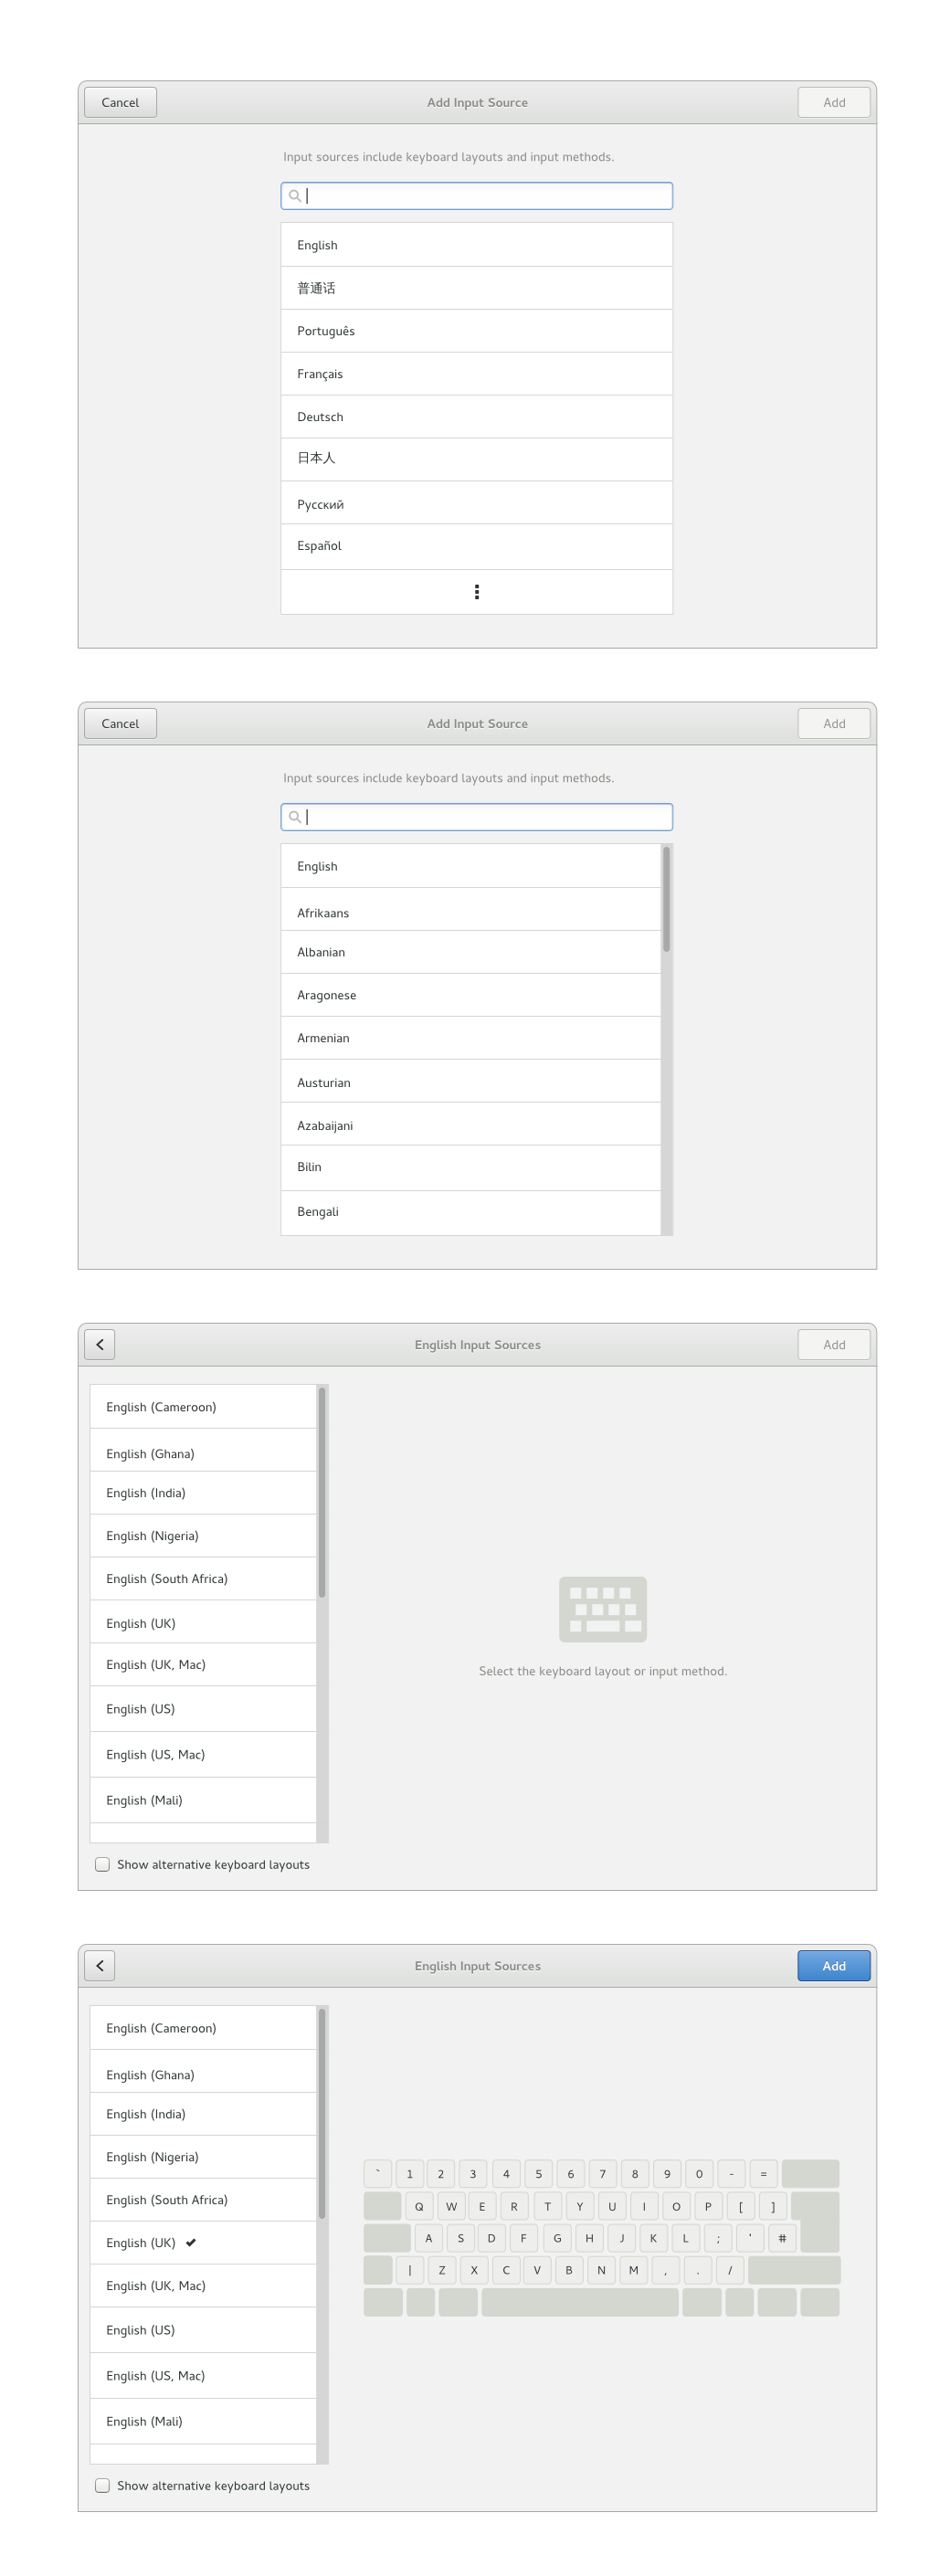 Cancel Add Input Source Add
Input sources include keyboard layouts and input methods.
English
普通话
Português
Français
Deutsch
日本人
Русский
Español
Cancel Add Input Source Add
Input sources include keyboard layouts and input methods.
English
Afrikaans
Albanian
Aragonese
Armenian
Austurian
Azabaijani
Bilin
Bengali
English Input Sources Add
English (Cameroon)
English (Ghana)
English (India)
English (Nigeria)
English (South Africa)
English (UK)
English (UK, Mac)
English (US)
English (US, Mac)
English (Mali)
Select the keyboard layout or input method.
Show alternative keyboard layouts
English Input Sources Add
English (Cameroon)
English (Ghana)
English (India)
English (Nigeria)
English (South Africa)
English (UK)
English (UK, Mac)
English (US)
English (US, Mac)
English (Mali)
` 1 2 3 4 5 6 7 8 9 0 - =
Q W E R T Y U I O P [ ]
A S D F G H J K L ; ' #
| Z X C V B N M , . /
Show alternative keyboard layouts